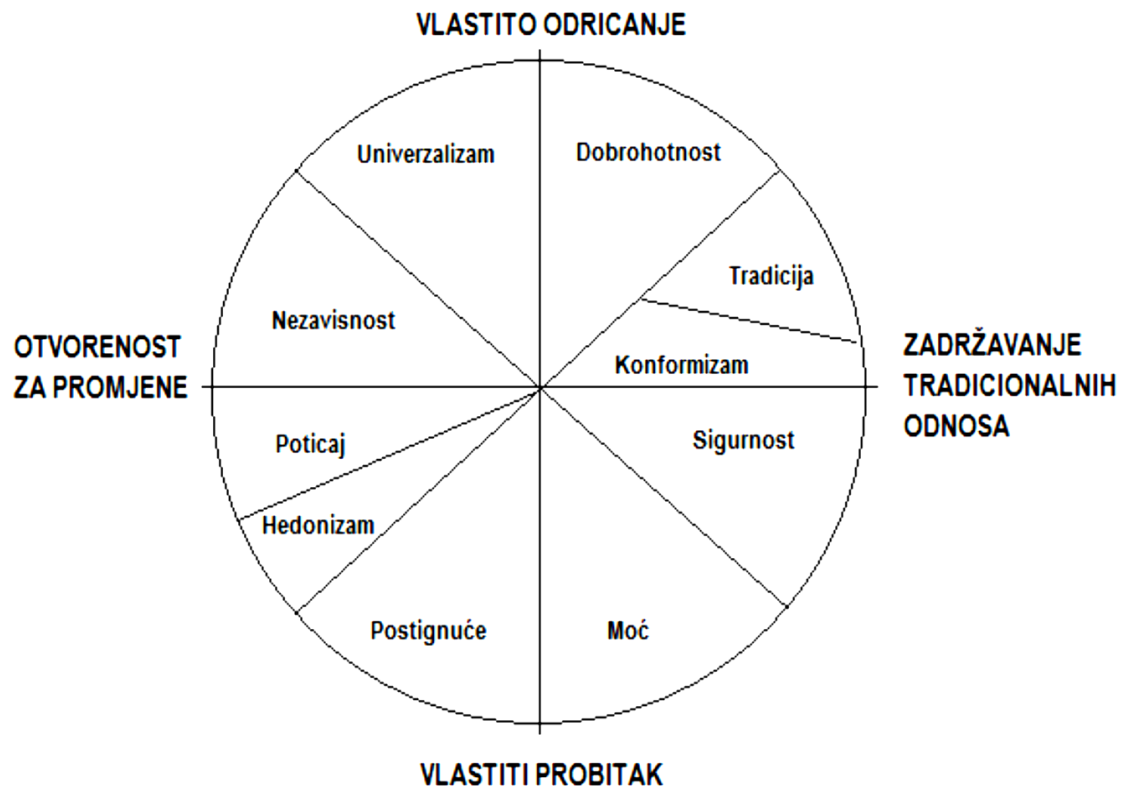 VLASTITO ODRICANJE
Univerzalizam
Dobrohotnost
Tradicija
Nezavisnost
OTVORENOST
ZA PROMJENE
Konformizam
ZADRŽAVANJE
TRADICIONALNIH
ODNOSA
Poticaj
Sigurnost
Hedonizam
Postignuće
Moć
VLASTITI PROBITAK